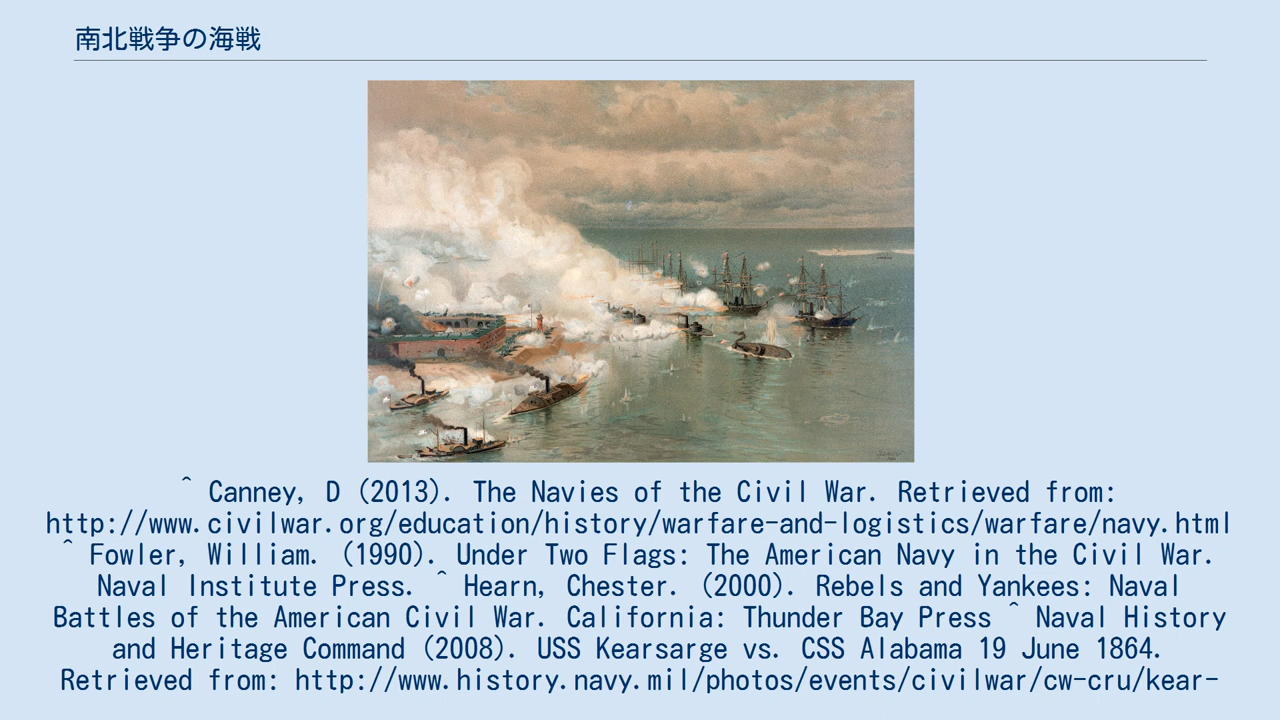 南北戦争の海戦
^ Canney, D (2013). The Navies of the Civil War. Retrieved from:
http://www.civilwar.org/education/history/warfare-and-logistics/warfare/navy.html
^ Fowler, William. (1990). Under Two Flags: The American Navy in the Civil War.
Naval Institute Press. ^ Hearn, Chester. (2000). Rebels and Yankees: Naval
Battles of the American Civil War. California: Thunder Bay Press ^ Naval History
and Heritage Command (2008). USS Kearsarge vs. CSS Alabama 19 June 1864.
Retrieved from: http://www.history.navy.mil/photos/events/civilwar/cw-cru/kear-